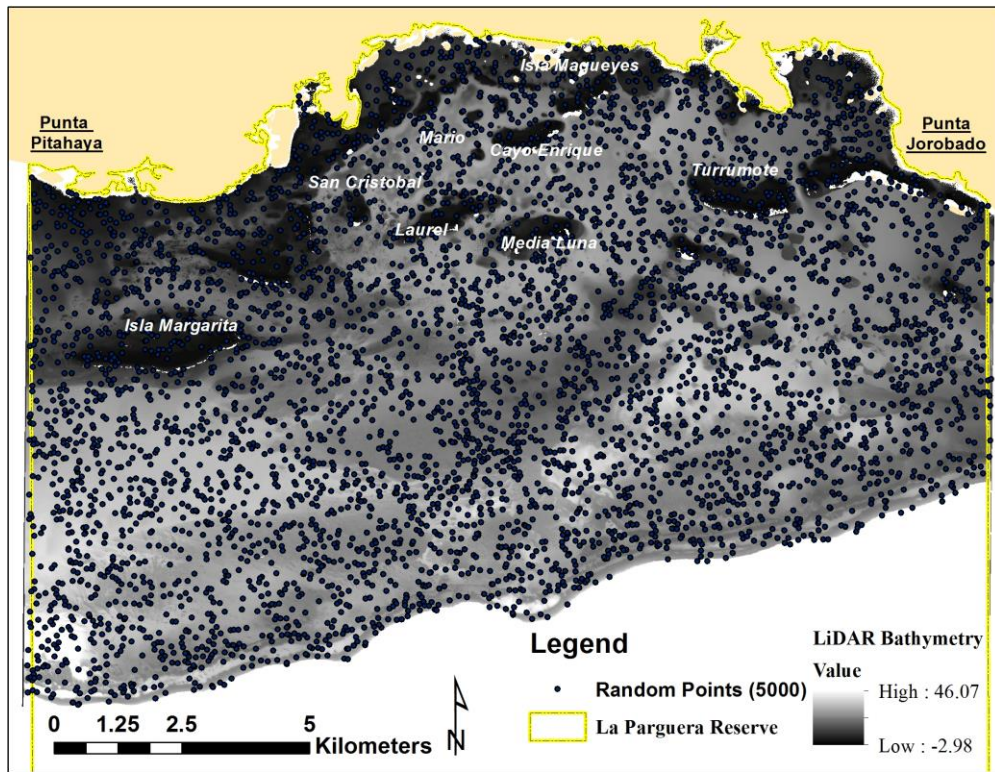 Isla Magueyes
Punta
Pitahaya
Mario
Cayo Enrique
Punta
Jorobado
San Cristobal
Turrumote
Laurel
Media Luna
Isla Margarita
Legend
Random Points (5000)
La Parguera Reserve
LiDAR Bathymetry
Value
High : 46.07
Low : -2.98
0 1.25 2.5 5
Kilometers
N